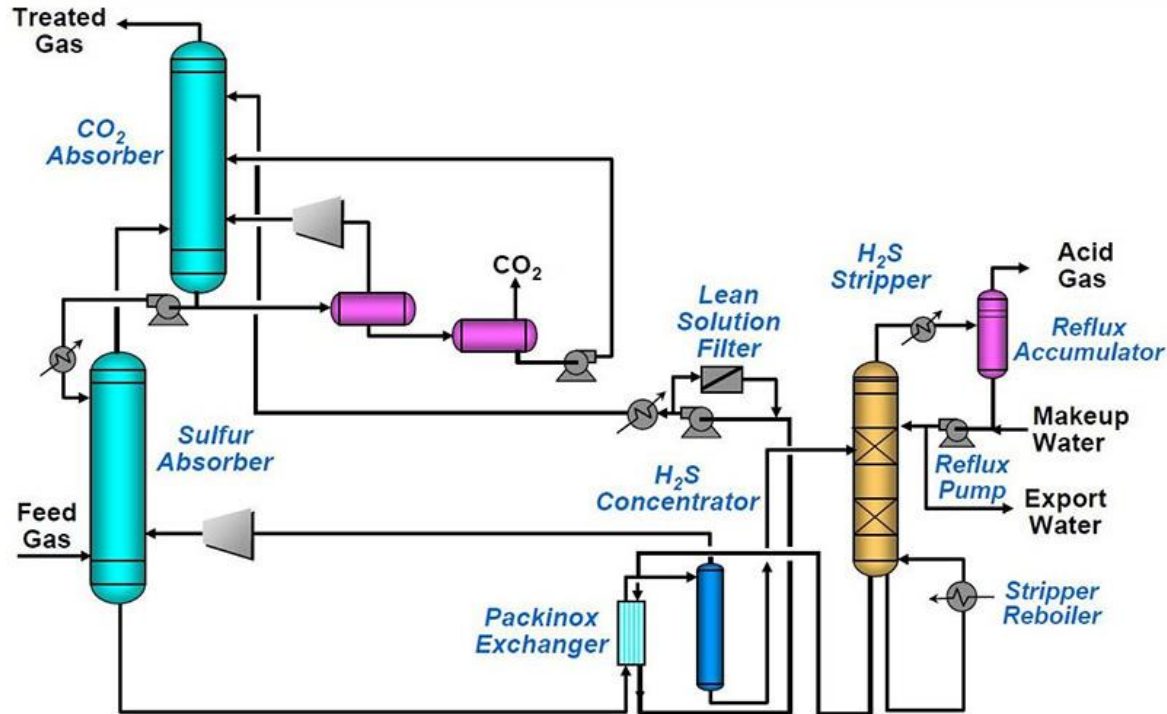 Treated
Gas
CO₂
Absorber
CO₂
Lean
Solution
Filter
H₂S
Stripper
Acid
Gas
Reflux
Accumulator
Makeup
Water
Reflux
Pump
Export
Water
Sulfur
Absorber
H₂S
Concentrator
Feed
Gas
Packinox
Exchanger
Stripper
Reboiler